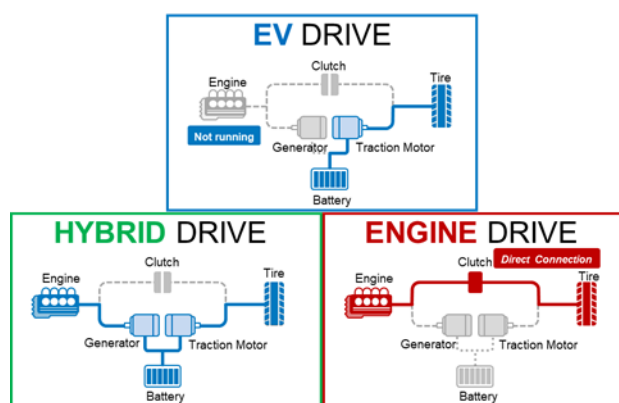 EV DRIVE
Clutch
Engine
Tire
Not running
Generator
Traction Motor
Battery
HYBRID DRIVE
Clutch
Engine
Tire
Generator
Traction Motor
Battery
ENGINE DRIVE
Clutch
Direct Connection
Engine
Tire
Generator
Traction Motor
Battery